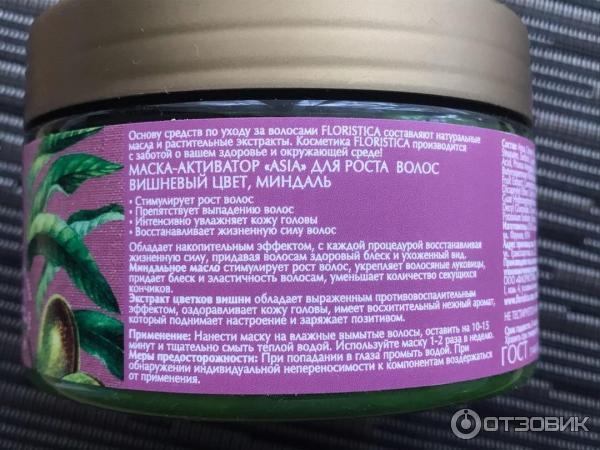 Основу средств по уходу за волосами FLORISTICA составляют натуральные
масла и растительные экстракты. Косметика FLORISTICA производится
с заботой о вашем здоровье и окружающей среде!
МАСКА-АКТИВАТОР «ASIA» ДЛЯ РОСТА ВОЛОС
ВИШНЕВЫЙ ЦВЕТ, МИНДАЛЬ
• Стимулирует рост волос
• Препятствует выпадению волос
• Интенсивно увлажняет кожу головы
• Восстанавливает жизненную силу волос
Обладает накопительным эффектом, с каждой процедурой восстанавливая
жизненную силу, придавая волосам здоровый блеск и ухоженный вид.
Миндальное масло стимулирует рост волос, укрепляет волосяные луковицы,
придает блеск и эластичность волосам, уменьшает количество секущихся
кончиков.
Экстракт цветков вишни обладает выраженным противовоспалительным
эффектом, оздоравливает кожу головы, имеет восхитительный нежный аромат,
который поднимает настроение и заряжает позитивом.
Применение: Нанести маску на влажные вымытые волосы, оставить на 10-15
минут и тщательно смыть теплой водой. Используйте маску 1-2 раза в неделю.
Меры предосторожности: При попадании в глаза промыть водой. При
обнаружении индивидуальной непереносимости к компонентам воздержаться
от применения.
НЕ ТЕСТИРУЕТСЯ
ГОСТ
ОТЗОВИК